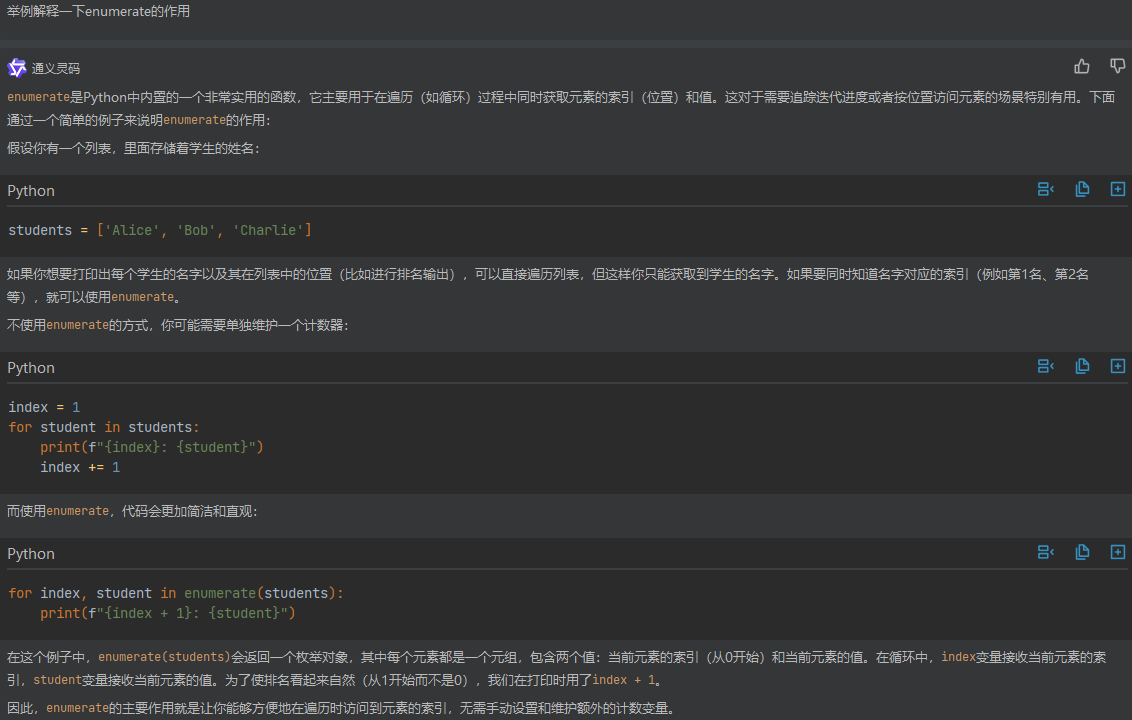 举例解释一下enumerate的作用
通义灵码
enumerate是Python中内置的一个非常实用的函数，它主要用于在遍历（如循环）过程中同时获取元素的索引（位置）和值。这对于需要追踪迭代进度或者按位置访问元素的场景特别有用。下面
通过一个简单的例子来说明enumerate的作用：
假设你有一个列表，里面存储着学生的姓名：
Python
students = ['Alice', 'Bob', 'Charlie']
如果你想要打印出每个学生的名字以及其在列表中的位置（比如进行排名输出），可以直接遍历列表，但这样你只能获取到学生的名字。如果要同时知道名字对应的索引（例如第1名、第2名
等），就可以使用enumerate。
不使用enumerate的方式，你可能需要单独维护一个计数器：
Python
index = 1
for student in students:
    print(f"{index}: {student}")
    index += 1
而使用enumerate，代码会更加简洁和直观：
Python
for index, student in enumerate(students):
    print(f"{index + 1}: {student}")
在这个例子中，enumerate(students)会返回一个枚举对象，其中每个元素都是一个元组，包含两个值：当前元素的索引（从0开始）和当前元素的值。在循环中，index变量接收当前元素的索
引，student变量接收当前元素的值。为了使排名看起来自然（从1开始而不是0），我们在打印时用了index + 1。
因此，enumerate的主要作用就是让你能够方便地在遍历时访问到元素的索引，无需手动设置和维护额外的计数变量。